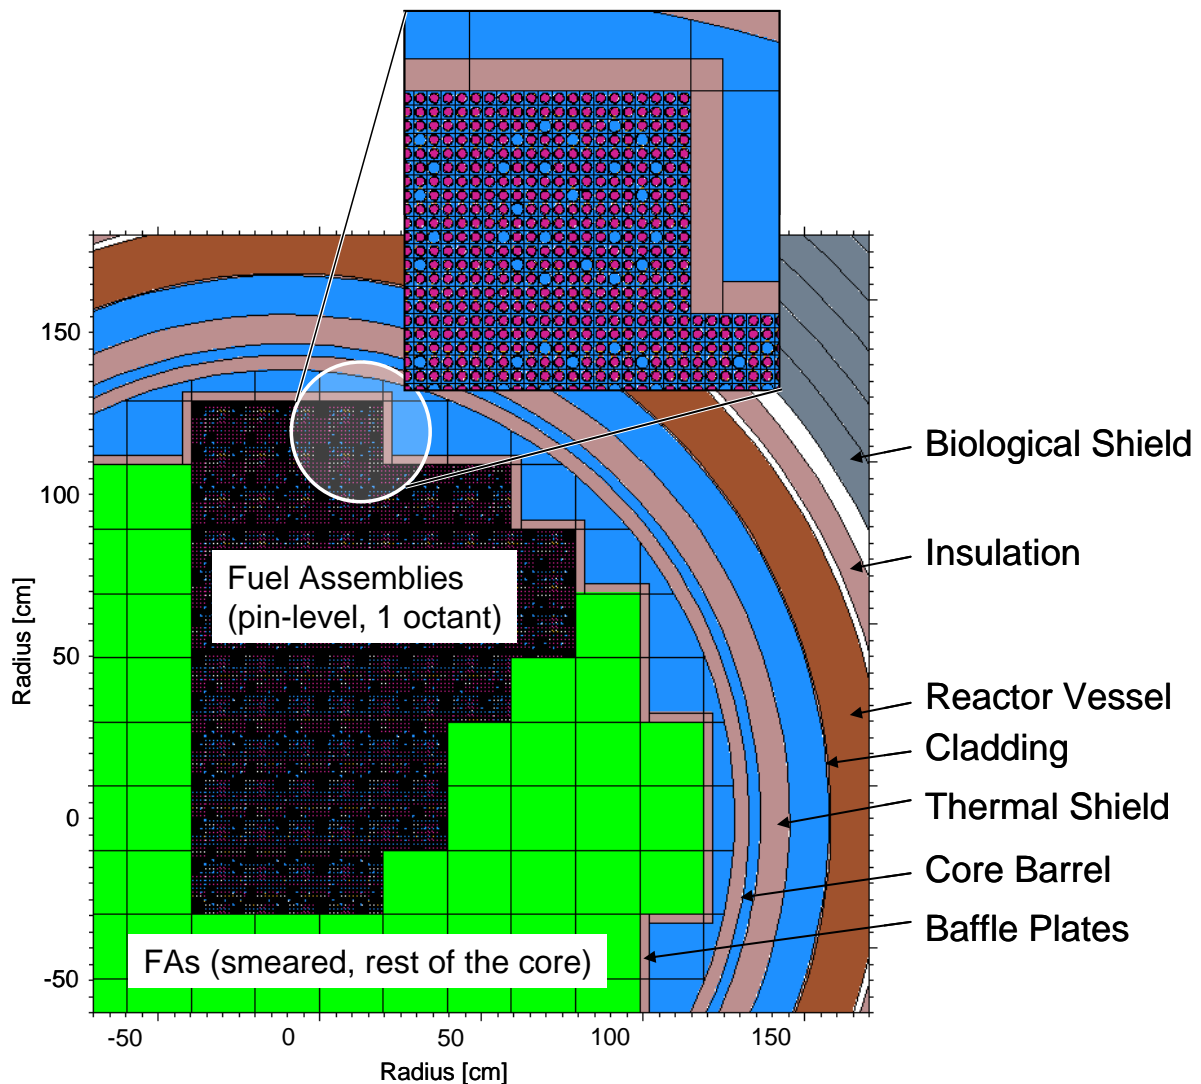 150
100
50
0
-50
Radius [cm]
-50
0
50
100
150
Radius [cm]
Fuel Assemblies
(pin-level, 1 octant)
FAs (smeared, rest of the core)
Biological Shield
Insulation
Reactor Vessel
Cladding
Thermal Shield
Core Barrel
Baffle Plates